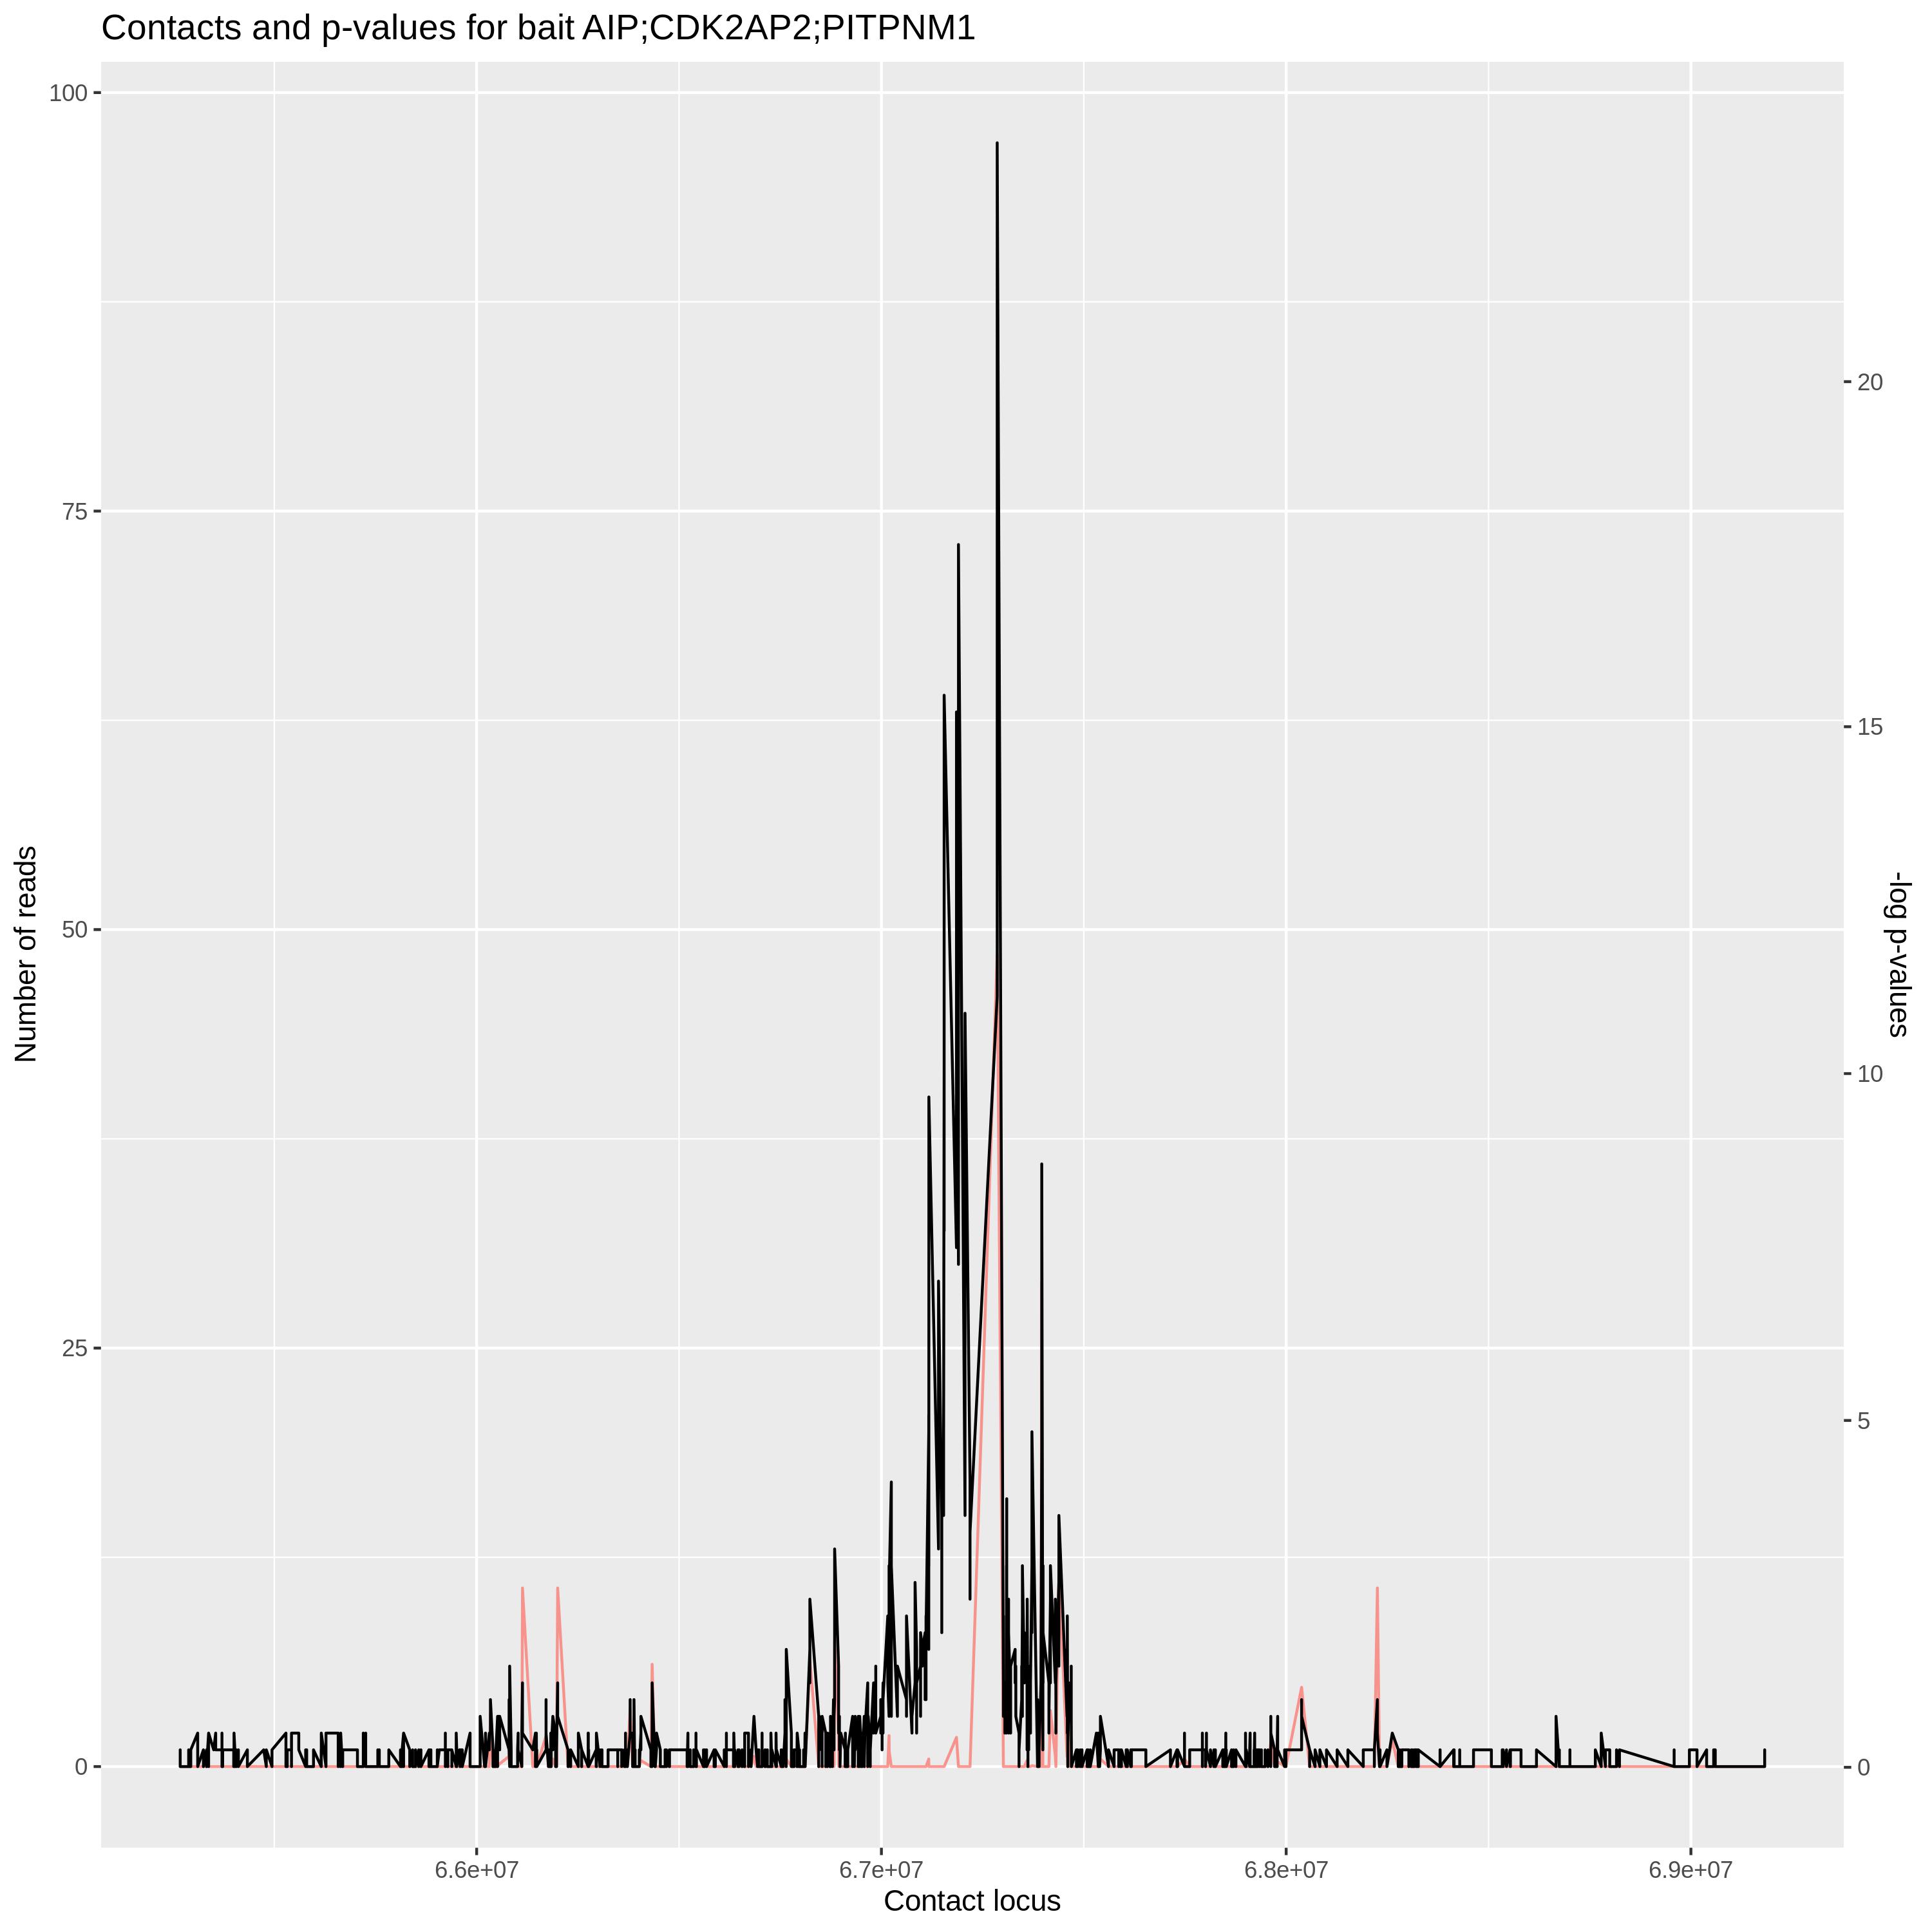 Contacts and p-values for bait AIP;CDK2AP2;PITPNM1
100
75
50
25
0
Number of reads
20
15
10
5
0
-log p-values
6.6e+07 6.7e+07 6.8e+07 6.9e+07
Contact locus